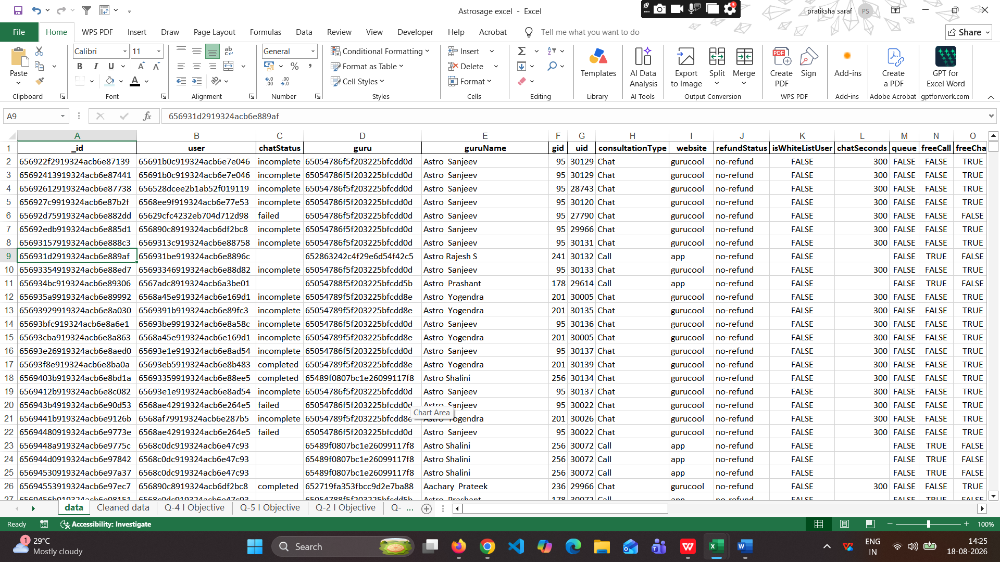 Astrosage excel - Excel
pratiksha saraf PS
5
File Home WPS PDF Insert Draw Page Layout Formulas Data Review View Developer Help Acrobat Tell me what you want to do Share
Paste
Calibri 11
General
Conditional Formatting
Format as Table
Cell Styles
Insert
Delete
Format
Templates
AI Data Analysis
Export to Image
Split
Merge
Create PDF
Sign
Add-ins
Create a PDF
GPT for Excel Word
Clipboard Font Alignment Number Styles Cells Editing Library AI Tools Output Conversion WPS PDF Add-ins Adobe Acrobat gptforwork.com
A9 fx 656931d2919324acb6e889af
A B C D E F G H I J K L M N O
1 _id user chatStatus guru guruName gid uid consultationType website refundStatus isWhiteListUser chatSeconds queue freeCall freeCha
2 656922f2919324acb6e87139 65691b0c919324acb6e7e046 incomplete 65054786f5f203225bfcdd0d Astro Sanjeev 95 30129 Chat gurucool no-refund FALSE 300 FALSE FALSE TRUE
3 65692413919324acb6e87441 65691b0c919324acb6e7e046 incomplete 65054786f5f203225bfcdd0d Astro Sanjeev 95 30129 Chat gurucool no-refund FALSE 300 FALSE FALSE TRUE
4 65692612919324acb6e87738 656528dcee2b1ab52f019119 incomplete 65054786f5f203225bfcdd0d Astro Sanjeev 95 28743 Chat gurucool no-refund FALSE 300 FALSE FALSE TRUE
5 656927c9919324acb6e87b2f 6568ee9f919324acb6e77e53 incomplete 65054786f5f203225bfcdd0d Astro Sanjeev 95 30120 Chat gurucool no-refund FALSE 300 FALSE FALSE TRUE
6 65692d75919324acb6e882dd 65629cfc4232eb704d712d98 failed 65054786f5f203225bfcdd0d Astro Sanjeev 95 27790 Chat gurucool no-refund FALSE 300 FALSE FALSE FALSE
7 65692edb919324acb6e885d1 656890c8919324acb6df2bc8 incomplete 65054786f5f203225bfcdd0d Astro Sanjeev 95 29966 Chat gurucool no-refund FALSE 300 FALSE FALSE TRUE
8 65693157919324acb6e888c3 6569313c919324acb6e88758 incomplete 65054786f5f203225bfcdd0d Astro Sanjeev 95 30131 Chat gurucool no-refund FALSE 300 FALSE FALSE TRUE
9 656931d2919324acb6e889af 656931be919324acb6e8896c 652863242c4f29e6d54f42c5 Astro Rajesh S 241 30132 Call app no-refund FALSE FALSE TRUE FALSE
10 65693354919324acb6e88ed7 65693346919324acb6e88d82 incomplete 65054786f5f203225bfcdd0d Astro Sanjeev 95 30133 Chat gurucool no-refund FALSE 300 FALSE FALSE TRUE
11 656934bc919324acb6e89306 6567adc8919324acb6a3be01 65054788f5f203225bfcdd5b Astro Prashant 178 29614 Call app no-refund FALSE FALSE TRUE FALSE
12 656935a9919324acb6e89992 6568a45e919324acb6e169d1 incomplete 65054789f5f203225bfcdd8e Astro Yogendra 201 30005 Chat gurucool no-refund FALSE 300 FALSE FALSE TRUE
13 65693929919324acb6e8a030 6569391b919324acb6e89fc3 incomplete 65054789f5f203225bfcdd8e Astro Yogendra 201 30135 Chat gurucool no-refund FALSE 300 FALSE FALSE TRUE
14 65693bfc919324acb6e8a6e1 65693be9919324acb6e8a58c incomplete 65054786f5f203225bfcdd0d Astro Sanjeev 95 30136 Chat gurucool no-refund FALSE 300 FALSE FALSE TRUE
15 65693cba919324acb6e8a863 6568a45e919324acb6e169d1 incomplete 65054789f5f203225bfcdd8e Astro Yogendra 201 30005 Chat gurucool no-refund FALSE 300 FALSE FALSE TRUE
16 65693e26919324acb6e8aed0 65693e1e919324acb6e8ad54 incomplete 65054786f5f203225bfcdd0d Astro Sanjeev 95 30137 Chat gurucool no-refund FALSE 300 FALSE FALSE TRUE
17 65693f8e919324acb6e8ba0a 65693eb5919324acb6e8b483 completed 65054789f5f203225bfcdd8e Astro Yogendra 201 30139 Chat gurucool no-refund FALSE 300 FALSE FALSE TRUE
18 6569403b919324acb6e8bd1a 65693359919324acb6e88ee5 completed 65489f0807bc1e26099117f8 Astro Shalini 256 30134 Chat gurucool no-refund FALSE 300 FALSE FALSE TRUE
19 6569412b919324acb6e8c082 65693e1e919324acb6e8ad54 incomplete 65054786f5f203225bfcdd0d Astro Sanjeev 95 30137 Chat gurucool no-refund FALSE 300 FALSE FALSE TRUE
20 656943b4919324acb6e90d53 6568ae42919324acb6e264e5 failed 65054786f5f203225bfcdd0d Astro Sanjeev 95 30022 Chat gurucool no-refund FALSE 300 FALSE FALSE TRUE
Chart Area
21 6569441b919324acb6e9126b 6568af79919324acb6e287b5 incomplete 65054789f5f203225bfcdd8e Astro Yogendra 201 30026 Chat gurucool no-refund FALSE 300 FALSE FALSE TRUE
22 65694480919324acb6e9773e 6568ae42919324acb6e264e5 failed 65054786f5f203225bfcdd0d Astro Sanjeev 95 30022 Chat gurucool no-refund FALSE 300 FALSE FALSE TRUE
23 6569448a919324acb6e9775c 6568c0dc919324acb6e47c93 65489f0807bc1e26099117f8 Astro Shalini 256 30072 Call app no-refund FALSE FALSE TRUE FALSE
24 656944d0919324acb6e97842 6568c0dc919324acb6e47c93 65489f0807bc1e26099117f8 Astro Shalini 256 30072 Call app no-refund FALSE FALSE TRUE FALSE
25 65694530919324acb6e97a37 6568c0dc919324acb6e47c93 65489f0807bc1e26099117f8 Astro Shalini 256 30072 Call app no-refund FALSE FALSE TRUE FALSE
26 65694553919324acb6e97ec7 656890c8919324acb6df2bc8 completed 652719fa353fbcc9d2e7ba88 Aachary Prateek 236 29966 Chat gurucool no-refund FALSE 300 FALSE FALSE TRUE
data Cleaned data Q-4 I Objective Q-5 I Objective Q-2 I Objective Q- ...
Ready Accessibility: Investigate 100%
1 29°C
Mostly cloudy
Search
ENG
IN
14:25
18-08-2026